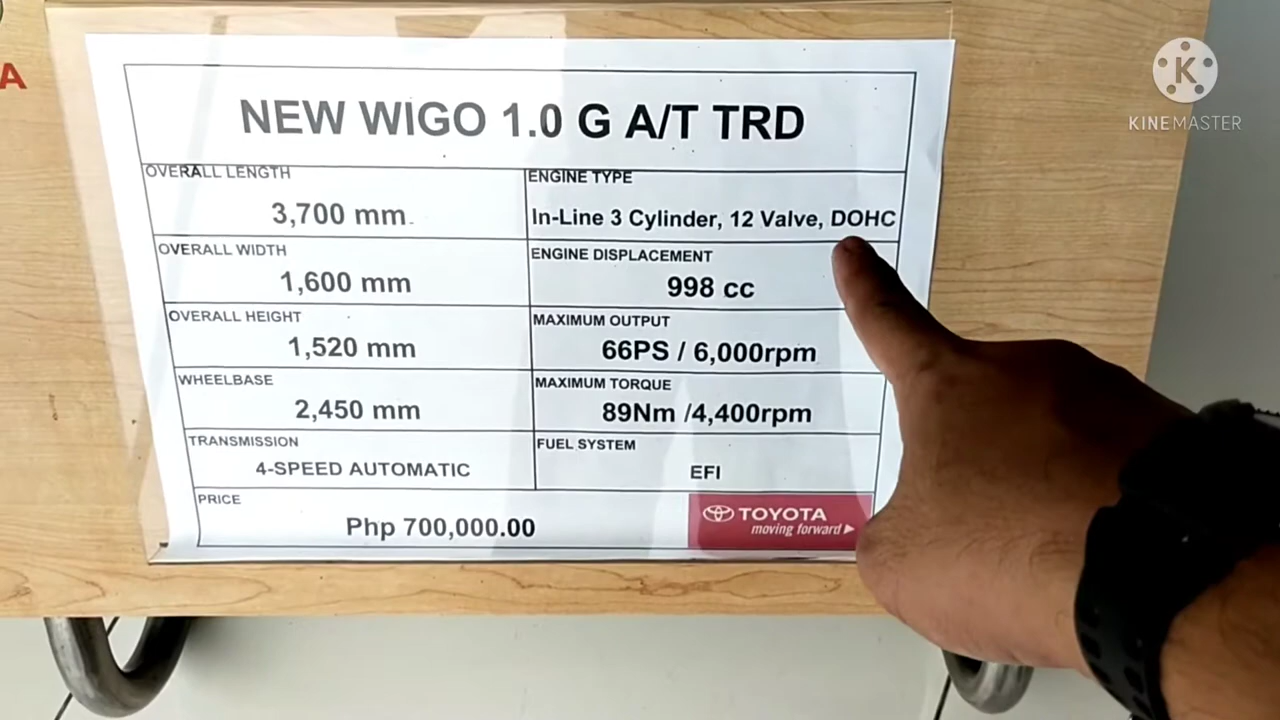 A
K
KINEMASTER
NEW WIGO 1.0 G A/T TRD
OVERALL LENGTH
3,700 mm
ENGINE TYPE
In-Line 3 Cylinder, 12 Valve, DOHC
OVERALL WIDTH
1,600 mm
ENGINE DISPLACEMENT
998 cc
OVERALL HEIGHT
1,520 mm
MAXIMUM OUTPUT
66PS / 6,000rpm
WHEELBASE
2,450 mm
MAXIMUM TORQUE
89Nm /4,400rpm
TRANSMISSION
4-SPEED AUTOMATIC
FUEL SYSTEM
EFI
PRICE
Php 700,000.00
TOYOTA
moving forward